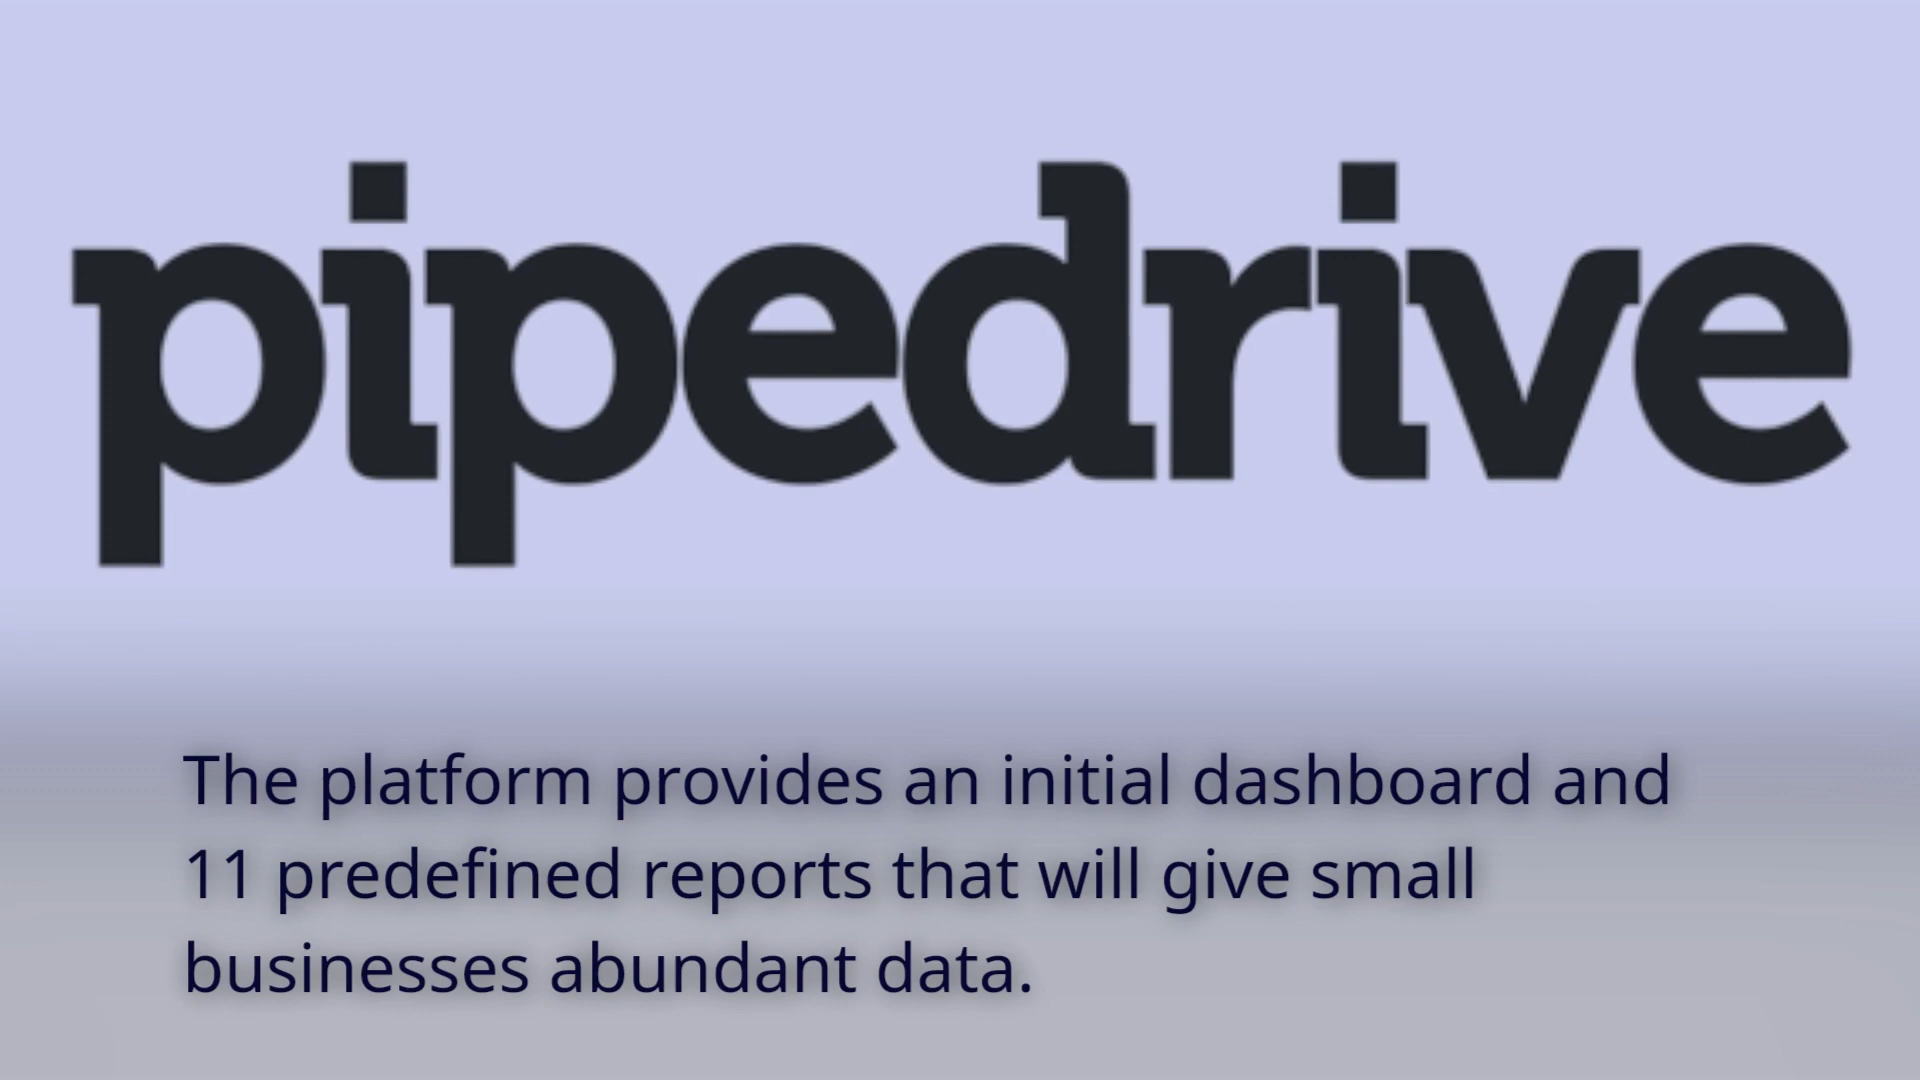 pipedrive
The platform provides an initial dashboard and
11 predefined reports that will give small
businesses abundant data.